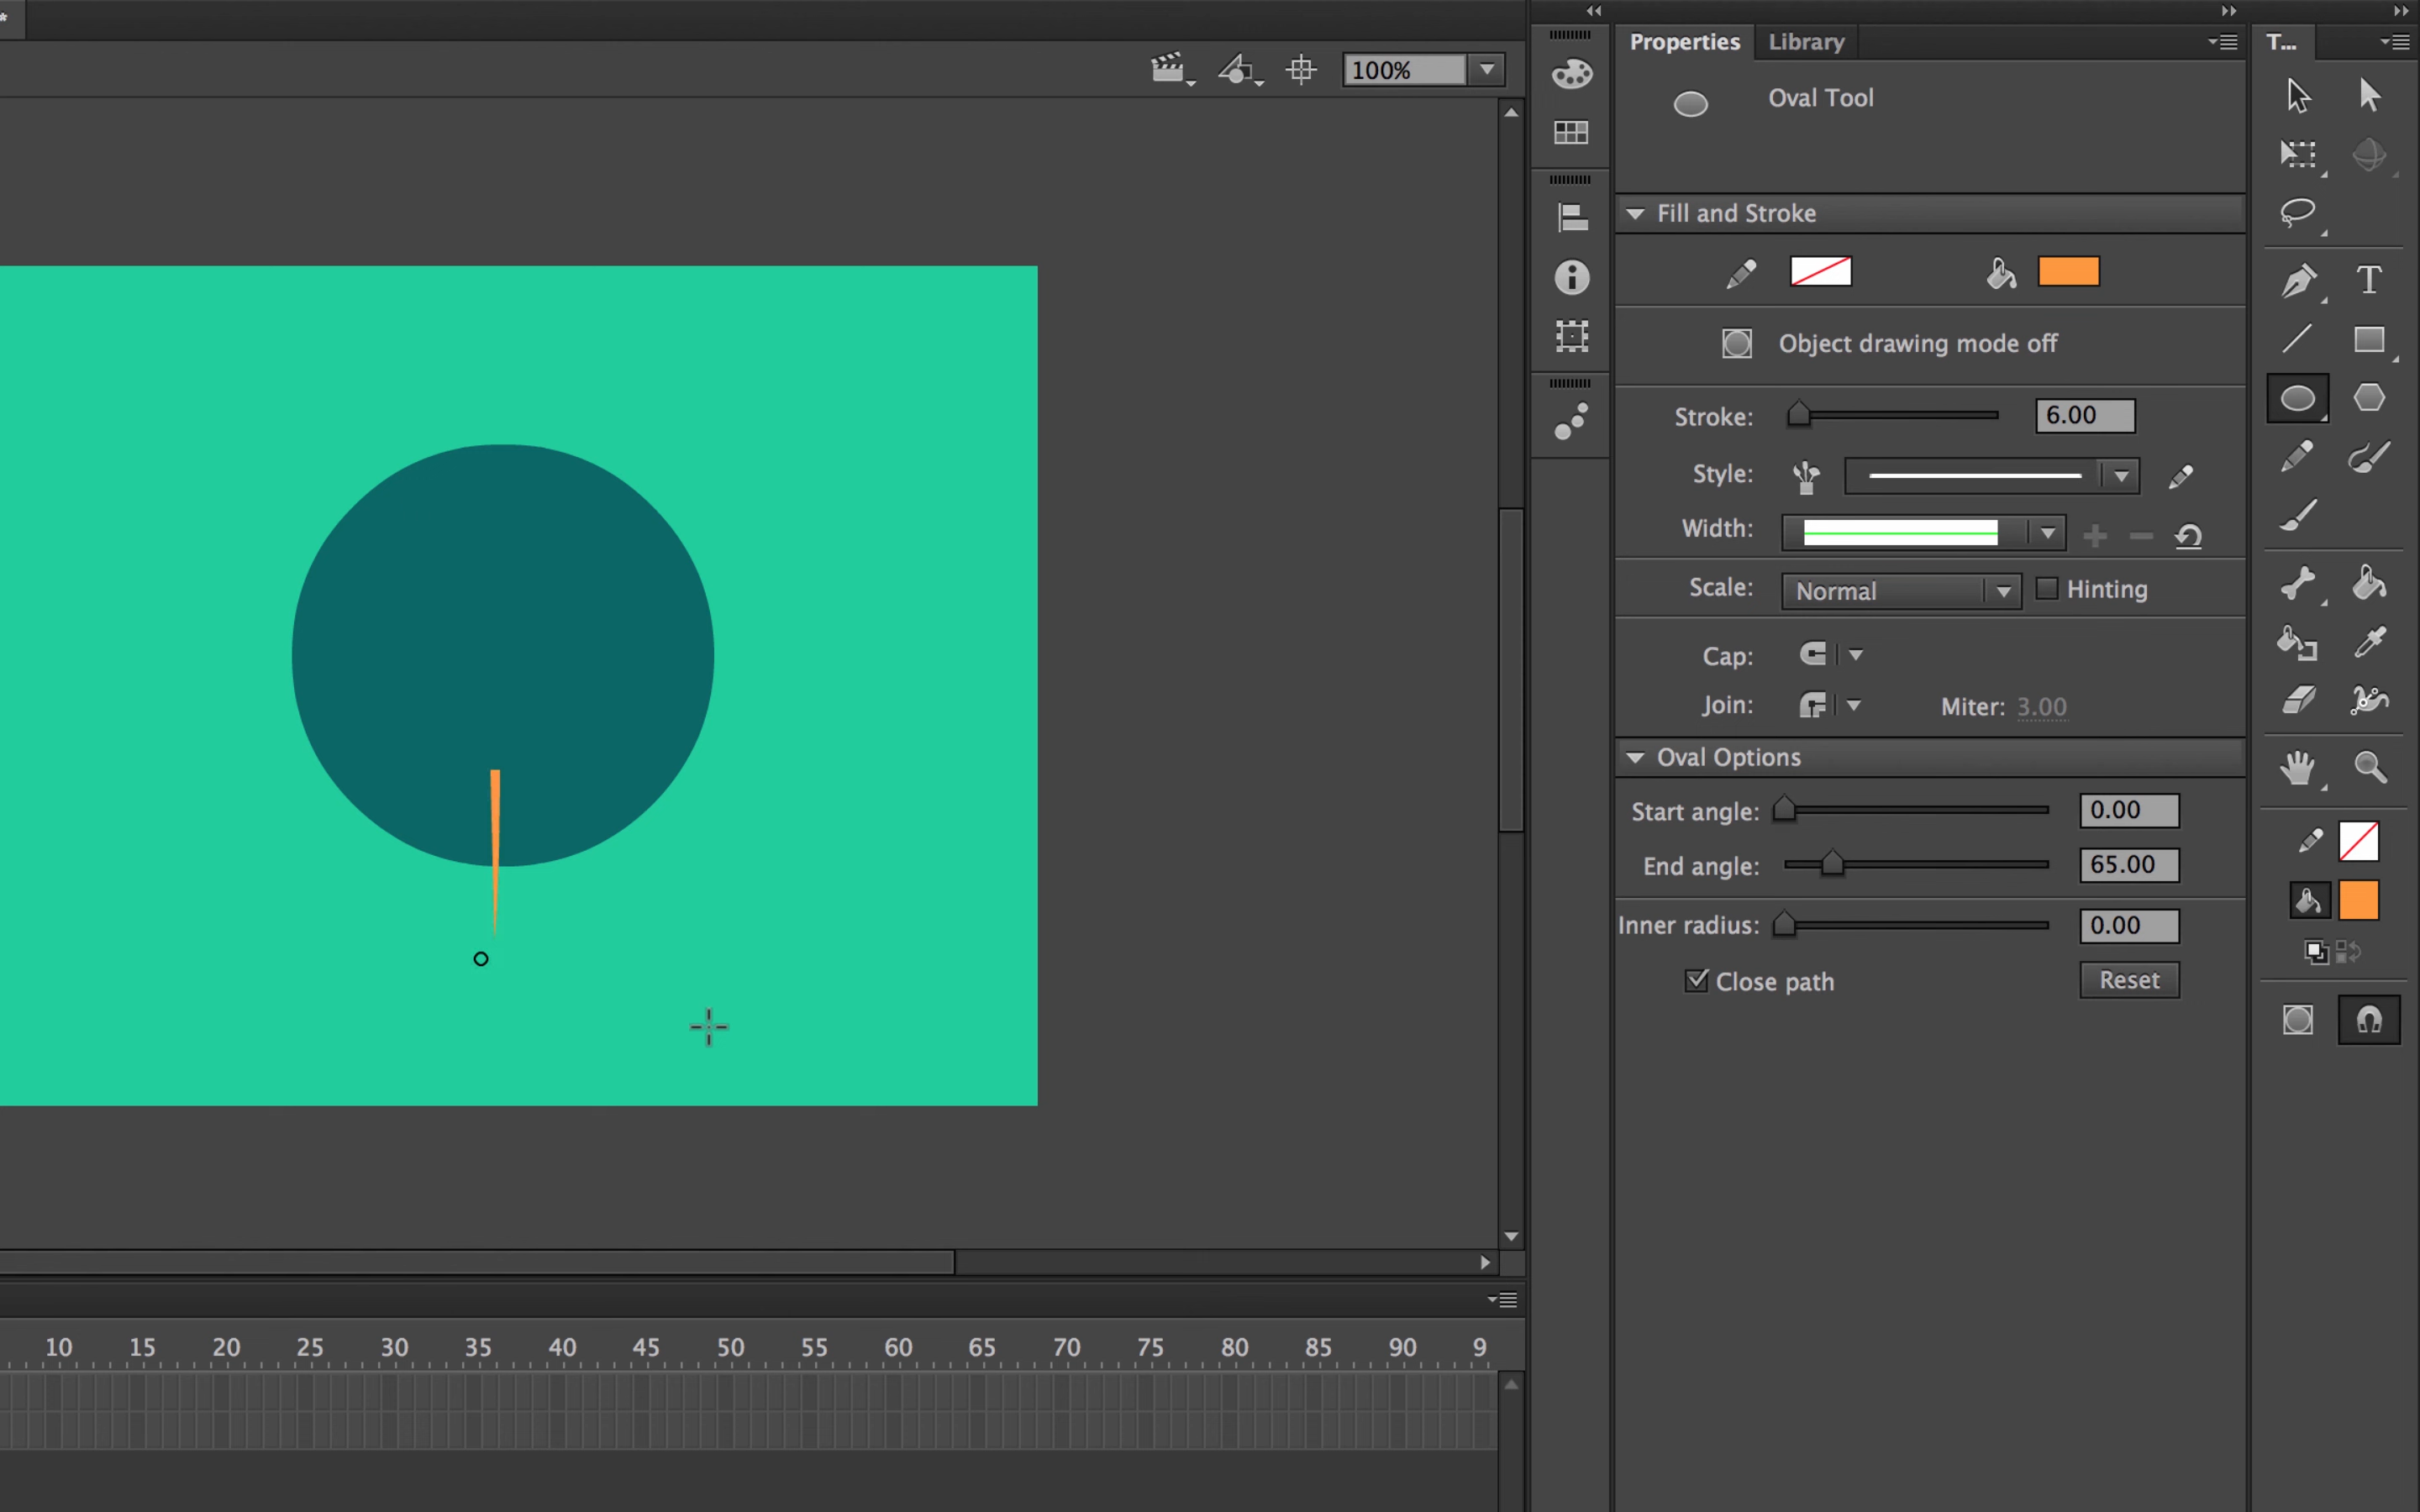 *
100%
Properties
Library
T...
Oval Tool
Fill and Stroke
Object drawing mode off
Stroke: 6.00
Style:
Width:
Scale: Normal Hinting
Cap:
Join: Miter: 3.00
Oval Options
Start angle: 0.00
End angle: 65.00
Inner radius: 0.00
Close path Reset
10 15 20 25 30 35 40 45 50 55 60 65 70 75 80 85 90 9